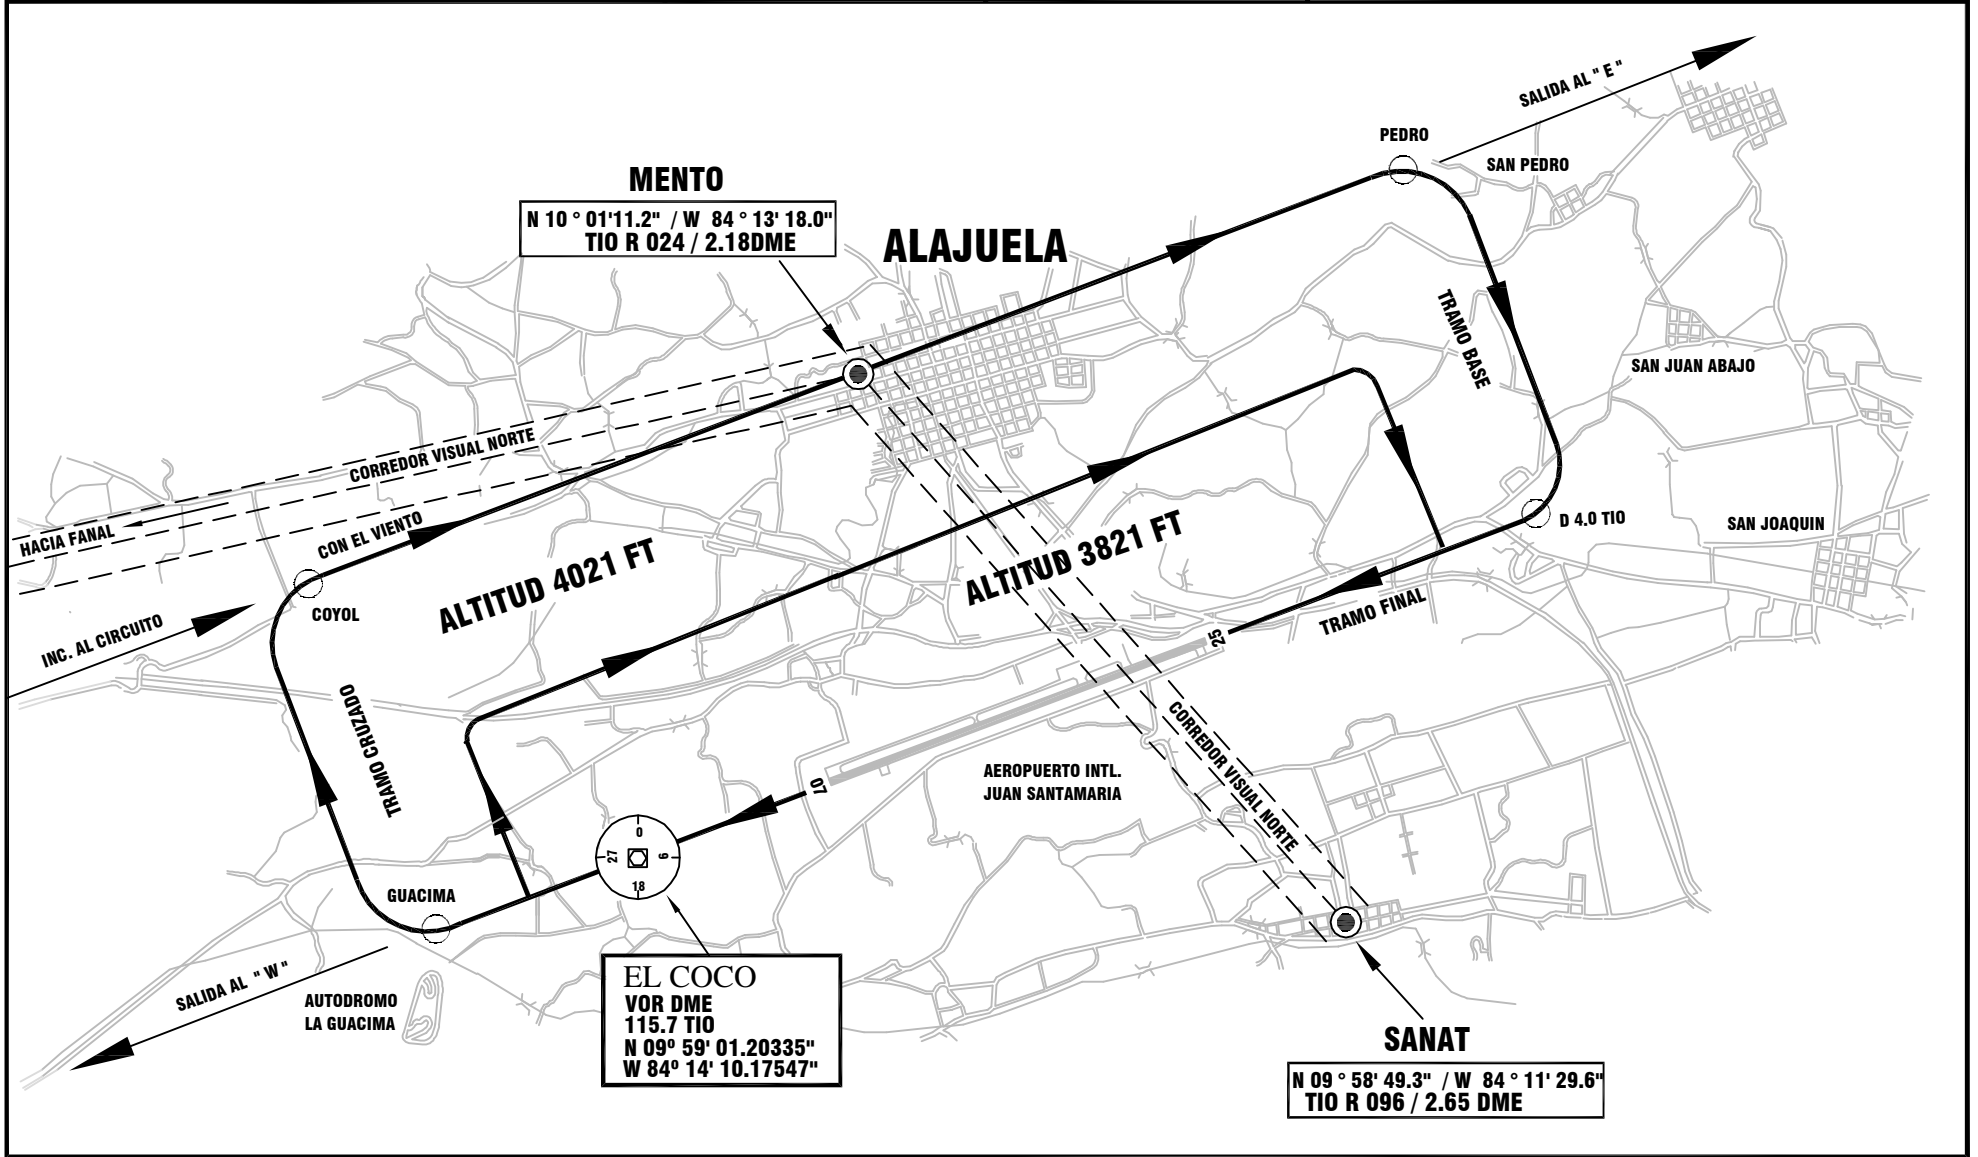 SALIDA AL " E "
PEDRO
SAN PEDRO
MENTO
N 10 ° 01'11.2" / W 84 ° 13' 18.0"
TIO R 024 / 2.18DME
ALAJUELA
TRAMO BASE
SAN JUAN ABAJO
CORREDOR VISUAL NORTE
HACIA FANAL
CON EL VIENTO
D 4.0 TIO
SAN JOAQUIN
ALTITUD 4021 FT
ALTITUD 3821 FT
COYOL
INC. AL CIRCUITO
TRAMO FINAL
25
TRAMO CRUZADO
CORREDOR VISUAL NORTE
AEROPUERTO INTL.
JUAN SANTAMARIA
07
0
27
9
18
GUACIMA
SALIDA AL " W "
AUTODROMO
LA GUACIMA
EL COCO
VOR DME
115.7 TIO
N 09º 59' 01.20335"
W 84º 14' 10.17547"
SANAT
N 09 ° 58' 49.3" / W 84 ° 11' 29.6"
TIO R 096 / 2.65 DME